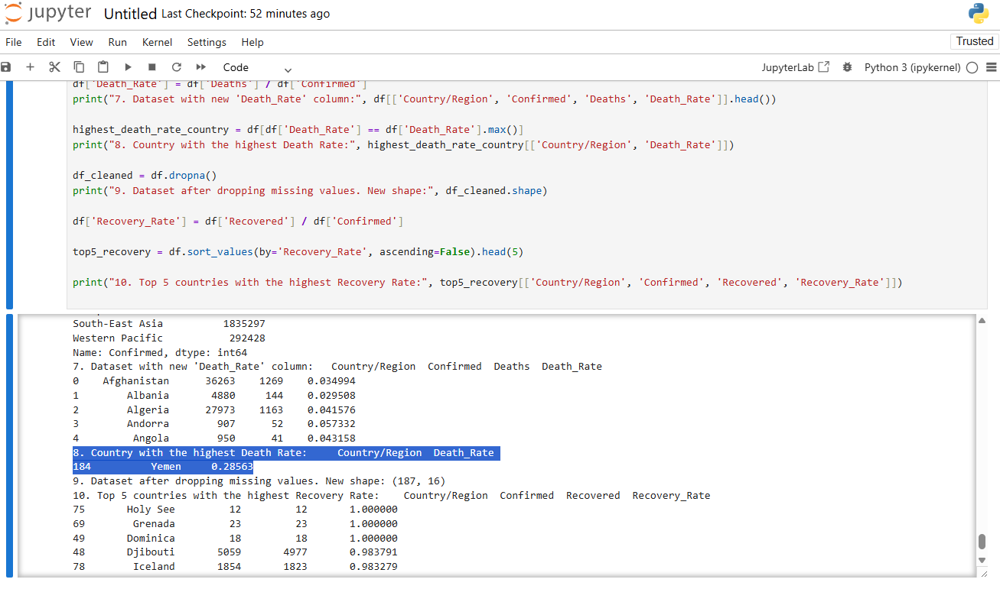 jupyter Untitled Last Checkpoint: 52 minutes ago
File Edit View Run Kernel Settings Help Trusted
Code JupyterLab Python 3 (ipykernel)
df['Death_Rate'] = df['Deaths'] / df['Confirmed']
print("7. Dataset with new 'Death_Rate' column:", df[['Country/Region', 'Confirmed', 'Deaths', 'Death_Rate']].head())
highest_death_rate_country = df[df['Death_Rate'] == df['Death_Rate'].max()]
print("8. Country with the highest Death Rate:", highest_death_rate_country[['Country/Region', 'Death_Rate']])
df_cleaned = df.dropna()
print("9. Dataset after dropping missing values. New shape:", df_cleaned.shape)
df['Recovery_Rate'] = df['Recovered'] / df['Confirmed']
top5_recovery = df.sort_values(by='Recovery_Rate', ascending=False).head(5)
print("10. Top 5 countries with the highest Recovery Rate:", top5_recovery[['Country/Region', 'Confirmed', 'Recovered', 'Recovery_Rate']])
South-East Asia 1835297
Western Pacific 292428
Name: Confirmed, dtype: int64
7. Dataset with new 'Death_Rate' column: Country/Region Confirmed Deaths Death_Rate
0 Afghanistan 36263 1269 0.034994
1 Albania 4880 144 0.029508
2 Algeria 27973 1163 0.041576
3 Andorra 907 52 0.057332
4 Angola 950 41 0.043158
8. Country with the highest Death Rate: Country/Region Death_Rate
184 Yemen 0.28563
9. Dataset after dropping missing values. New shape: (187, 16)
10. Top 5 countries with the highest Recovery Rate: Country/Region Confirmed Recovered Recovery_Rate
75 Holy See 12 12 1.000000
69 Grenada 23 23 1.000000
49 Dominica 18 18 1.000000
48 Djibouti 5059 4977 0.983791
78 Iceland 1854 1823 0.983279